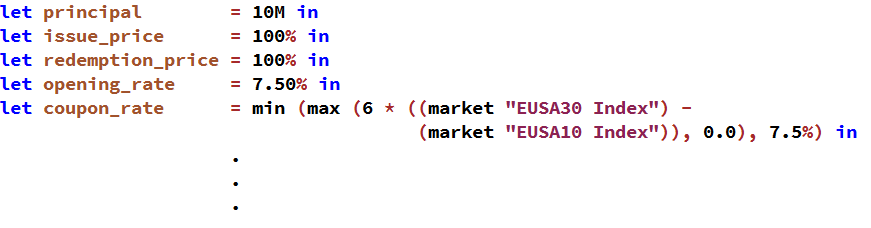 let principal        = 10M in
let issue_price      = 100% in
let redemption_price = 100% in
let opening_rate     = 7.50% in
let coupon_rate      = min (max (6 * ((market "EUSA30 Index") -
                                 (market "EUSA10 Index")), 0.0), 7.5%) in
.
.
.